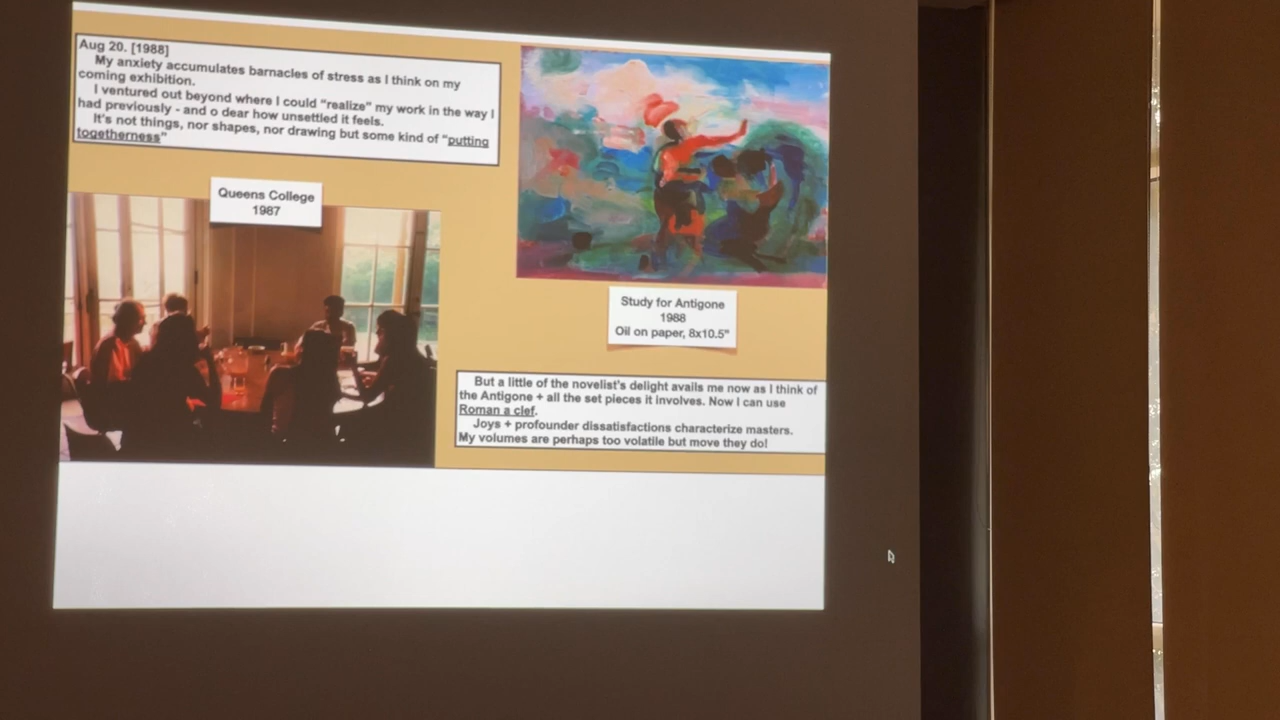 Aug 20. [1988]
My anxiety accumulates barnacles of stress as I think on my
coming exhibition.
I ventured out beyond where I could "realize" my work in the way I
had previously - and o dear how unsettled it feels.
It's not things, nor shapes, nor drawing but some kind of "putting
togetherness"
Queens College
1987
Study for Antigone
1988
Oil on paper, 8x10.5"
But a little of the novelist's delight avails me now as I think of
the Antigone + all the set pieces it involves. Now I can use
Roman a clef.
Joys + profounder dissatisfactions characterize masters.
My volumes are perhaps too volatile but move they do!